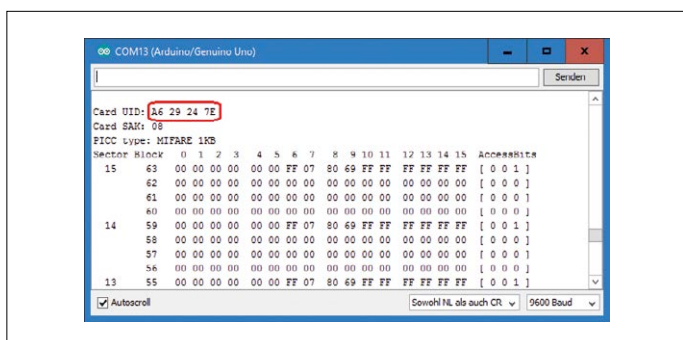 COM13 (Arduino/Genuino Uno)
Senden
Card UID: A6 29 24 7E
Card SAK: 08
PICC type: MIFARE 1KB
Sector Block 0 1 2 3 4 5 6 7 8 9 10 11 12 13 14 15 AccessBits
15 63 00 00 00 00 00 00 FF 07 80 69 FF FF FF FF FF FF [ 0 0 1 ]
62 00 00 00 00 00 00 00 00 00 00 00 00 00 00 00 00 [ 0 0 0 ]
61 00 00 00 00 00 00 00 00 00 00 00 00 00 00 00 00 [ 0 0 0 ]
60 00 00 00 00 00 00 00 00 00 00 00 00 00 00 00 00 [ 0 0 0 ]
14 59 00 00 00 00 00 00 FF 07 80 69 FF FF FF FF FF FF [ 0 0 1 ]
58 00 00 00 00 00 00 00 00 00 00 00 00 00 00 00 00 [ 0 0 0 ]
57 00 00 00 00 00 00 00 00 00 00 00 00 00 00 00 00 [ 0 0 0 ]
56 00 00 00 00 00 00 00 00 00 00 00 00 00 00 00 00 [ 0 0 0 ]
13 55 00 00 00 00 00 00 FF 07 80 69 FF FF FF FF FF FF [ 0 0 1 ]
Autoscroll Sowohl NL als auch CR 9600 Baud